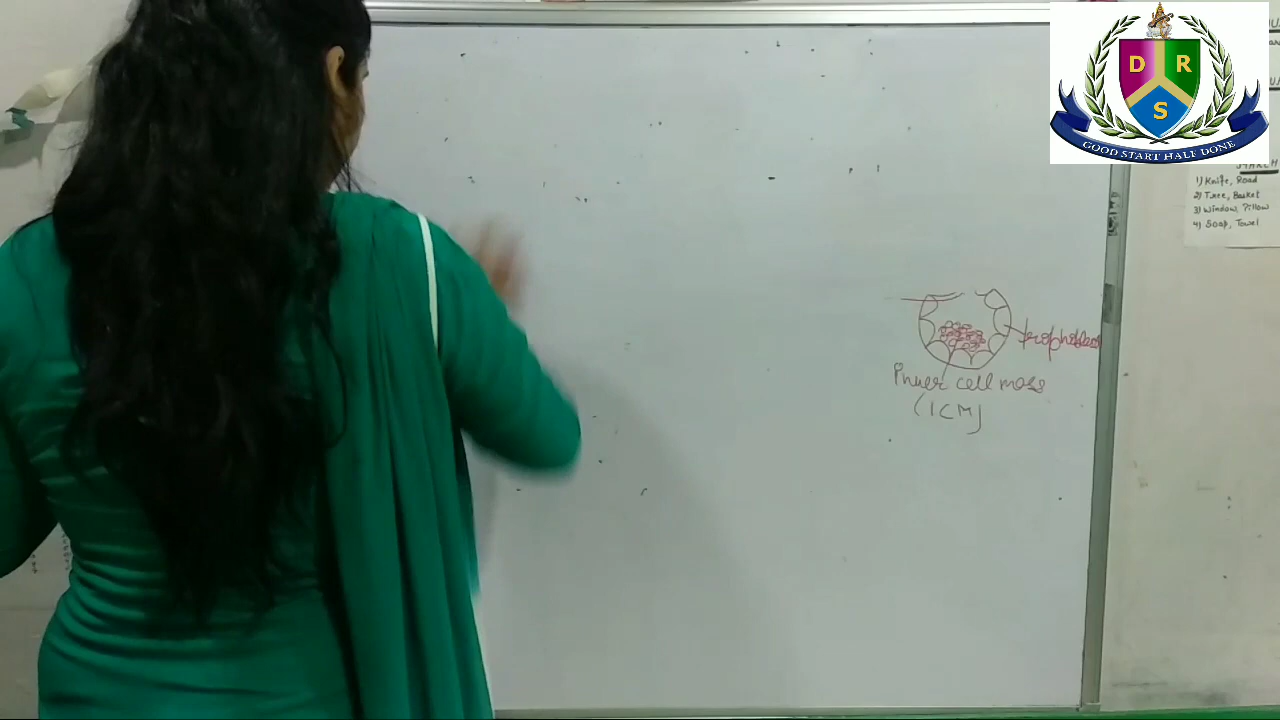 D R
S
GOOD START HALF DONE
MARCH
1) Knife, Road
2) Tree, Basket
3) Window, Pillow
4) Soap, Towel
Inner cell mass
(ICM)